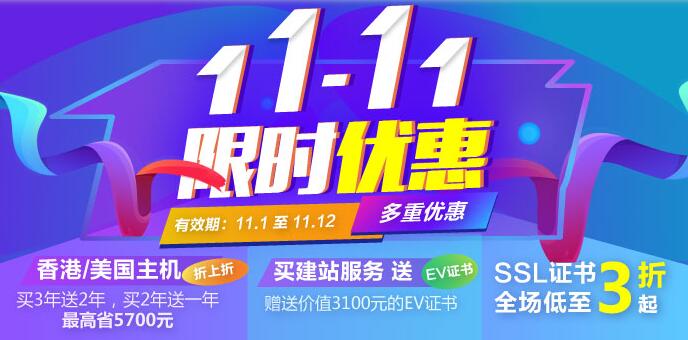 11-11
限时优惠
有效期：11.1 至 11.12
多重优惠
香港/美国主机 折上折
买3年送2年，买2年送一年
最高省5700元
买建站服务 送 EV证书
赠送价值3100元的EV证书
SSL证书
全场低至3折起